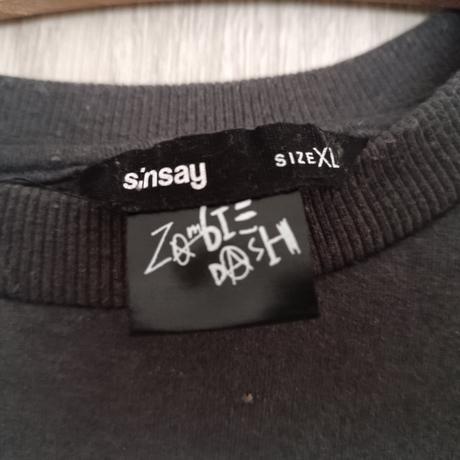 sinsay
SIZE XL
ZOmBIE
DASH